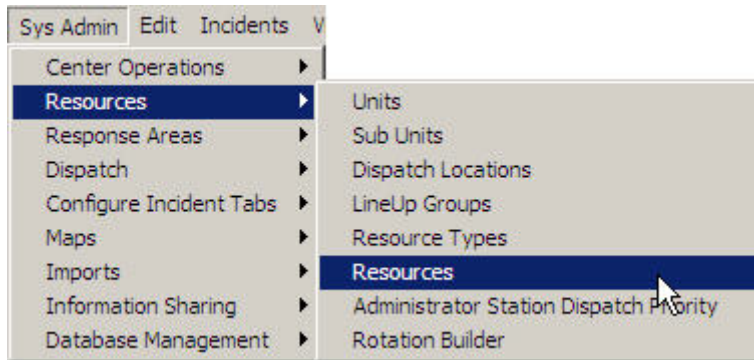 Sys Admin Edit Incidents
Center Operations
Resources
Response Areas
Dispatch
Configure Incident Tabs
Maps
Imports
Information Sharing
Database Management
Units
Sub Units
Dispatch Locations
LineUp Groups
Resource Types
Resources
Administrator Station Dispatch Priority
Rotation Builder